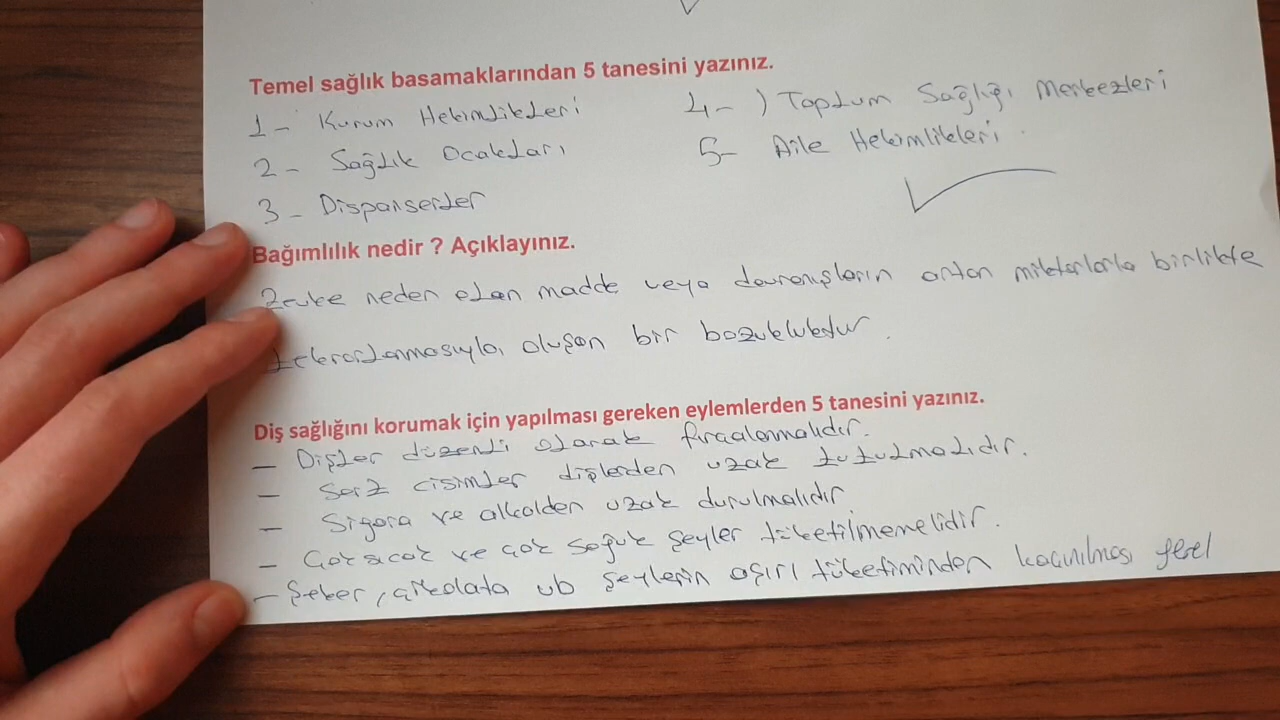 Temel sağlık basamaklarından 5 tanesini yazınız.
1- Kurum Hekimlikleri
2- Sağlık Ocakları
3- Dispanserler
4- ) Toplum Sağlığı Merkezleri
5- Aile Hekimlikleri.
Bağımlılık nedir ? Açıklayınız.
Zevke neden olan madde veya davranışların artan miktarlarla birlikte
tekrarlanmasıyla oluşan bir bozukluktur.
Diş sağlığını korumak için yapılması gereken eylemlerden 5 tanesini yazınız.
- Dişler düzenli olarak fırçalanmalıdır.
- Sert cisimler dişlerden uzak tutulmalıdır.
- Sigara ve alkolden uzak durulmalıdır
- Çok sıcak ve çok soğuk şeyler tüketilmemelidir.
- Şeker, çikolata vb şeylerin aşırı tüketiminden kaçınılması gerel